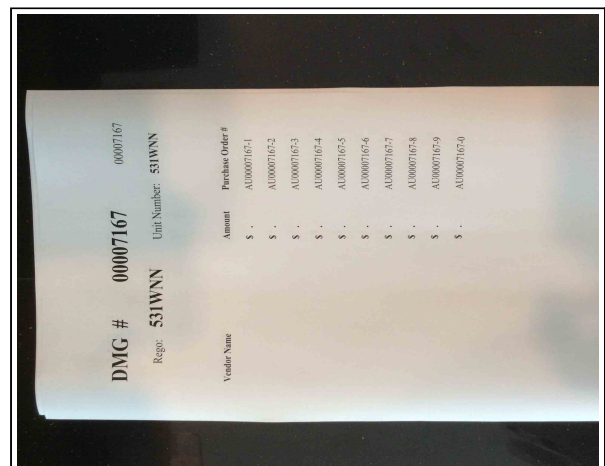 DMG # 00007167 00007167
Rego: 531WNN Unit Number: 531WNN
Vendor Name Amount Purchase Order #
$ . AU00007167-1
$ . AU00007167-2
$ . AU00007167-3
$ . AU00007167-4
$ . AU00007167-5
$ . AU00007167-6
$ . AU00007167-7
$ . AU00007167-8
$ . AU00007167-9
$ . AU00007167-0